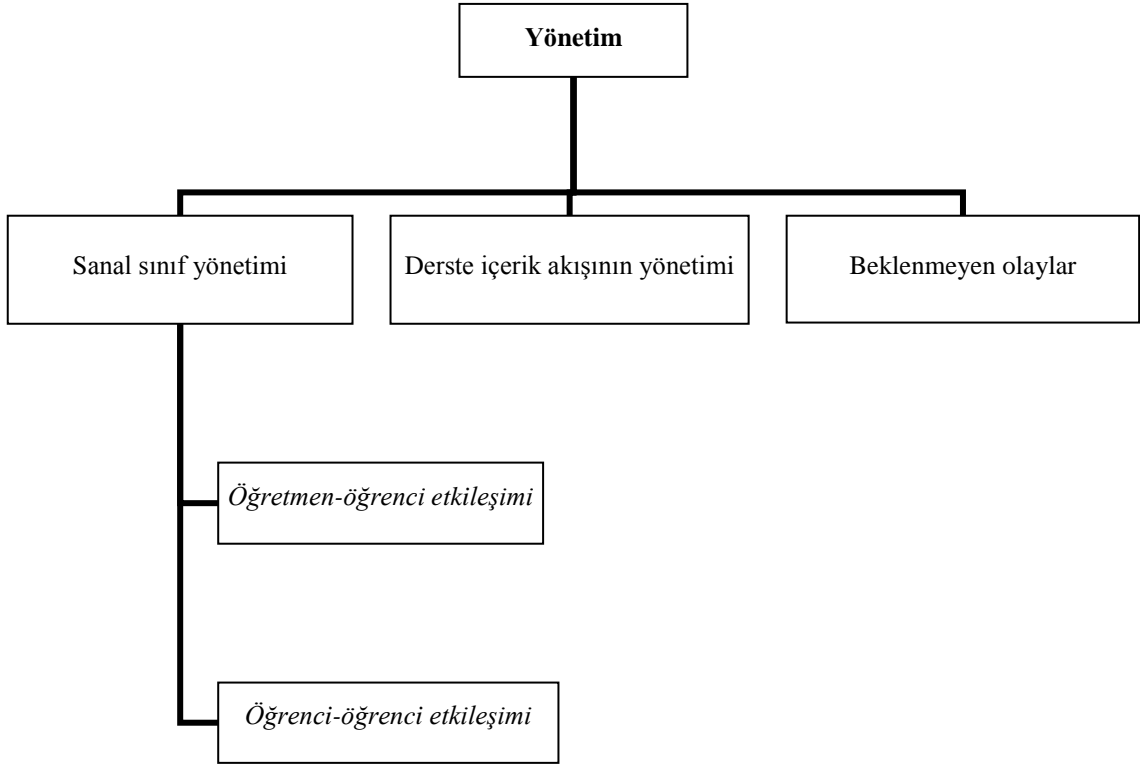 Yönetim
Sanal sınıf yönetimi
Derste içerik akışının yönetimi
Beklenmeyen olaylar
Öğretmen-öğrenci etkileşimi
Öğrenci-öğrenci etkileşimi